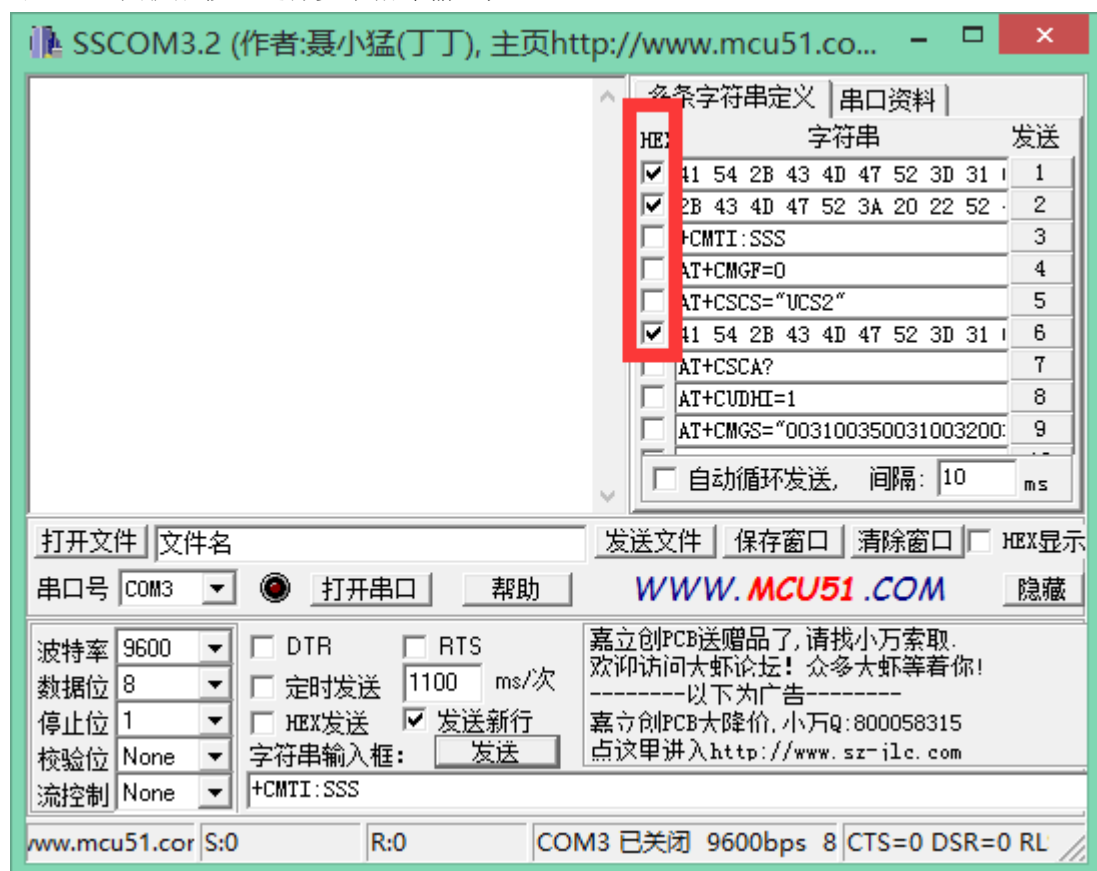 SSCOM3.2 (作者:聂小猛(丁丁), 主页http://www.mcu51.co...
多条字符串定义 串口资料
HEX 字符串 发送
41 54 2B 43 4D 47 52 3D 31 1
2B 43 4D 47 52 3A 20 22 52 2
+CMTI:SSS 3
AT+CMGF=0 4
AT+CSCS="UCS2" 5
41 54 2B 43 4D 47 52 3D 31 6
AT+CSCA? 7
AT+CUDHI=1 8
AT+CMGS="00310035003100320 9
自动循环发送, 间隔: 10 ms
打开文件 文件名 发送文件 保存窗口 清除窗口 HEX显示
串口号 COM3 打开串口 帮助 WWW.MCU51.COM 隐藏
波特率 9600 DTR RTS
数据位 8 定时发送 1100 ms/次
停止位 1 HEX发送 发送新行
校验位 None 字符串输入框: 发送
流控制 None +CMTI:SSS
嘉立创PCB送赠品了,请找小万索取.
欢迎访问大虾论坛! 众多大虾等着你!
--------以下为广告--------
嘉立创PCB大降价,小万Q:800058315
点这里进入http://www.sz-jlc.com
www.mcu51.cor S:0 R:0 COM3 已关闭 9600bps 8 CTS=0 DSR=0 RL